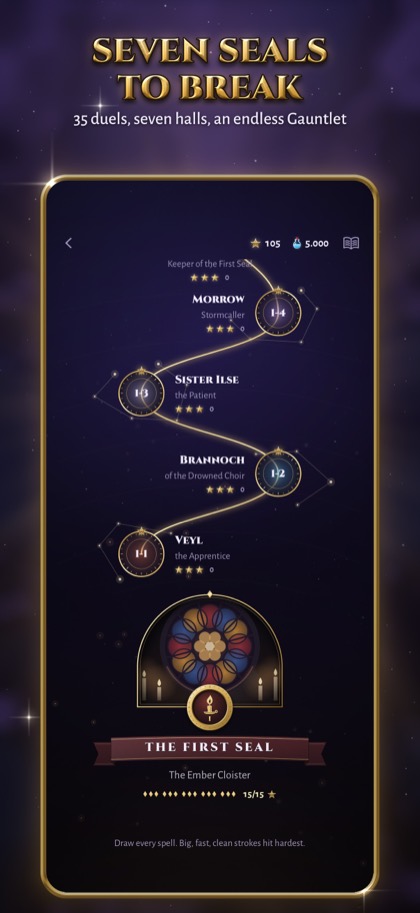 SEVEN SEALS
TO BREAK
35 duels, seven halls, an endless Gauntlet
105 5.000
Keeper of the First Seal
0
MORROW
1-4
Stormcaller
0
SISTER ILSE
1-3
the Patient
0
BRANNOCH
1-2
of the Drowned Choir
0
VEYL
1-1
the Apprentice
0
THE FIRST SEAL
The Ember Cloister
15/15
Draw every spell. Big, fast, clean strokes hit hardest.